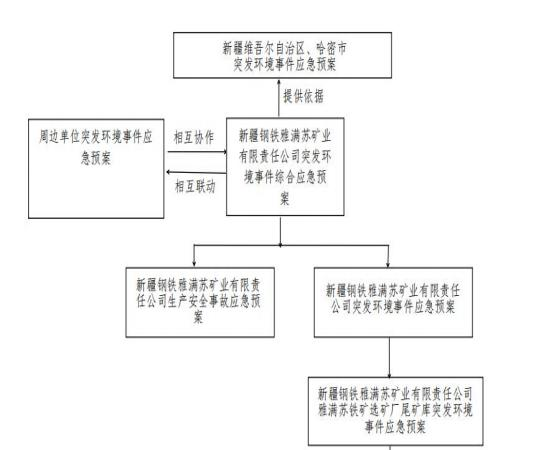 新疆维吾尔自治区、哈密市
突发环境事件应急预案
提供依据
周边单位突发环境事件应
急预案
相互协作
相互联动
新疆钢铁雅满苏矿业
有限责任公司突发环
境事件综合应急预
案
新疆钢铁雅满苏矿业有限责
任公司生产安全事故应急预
案
新疆钢铁雅满苏矿业有限责任
公司突发环境事件应急预案
新疆钢铁雅满苏矿业有限责任公司
雅满苏铁矿选矿厂尾矿库突发环境
事件应急预案